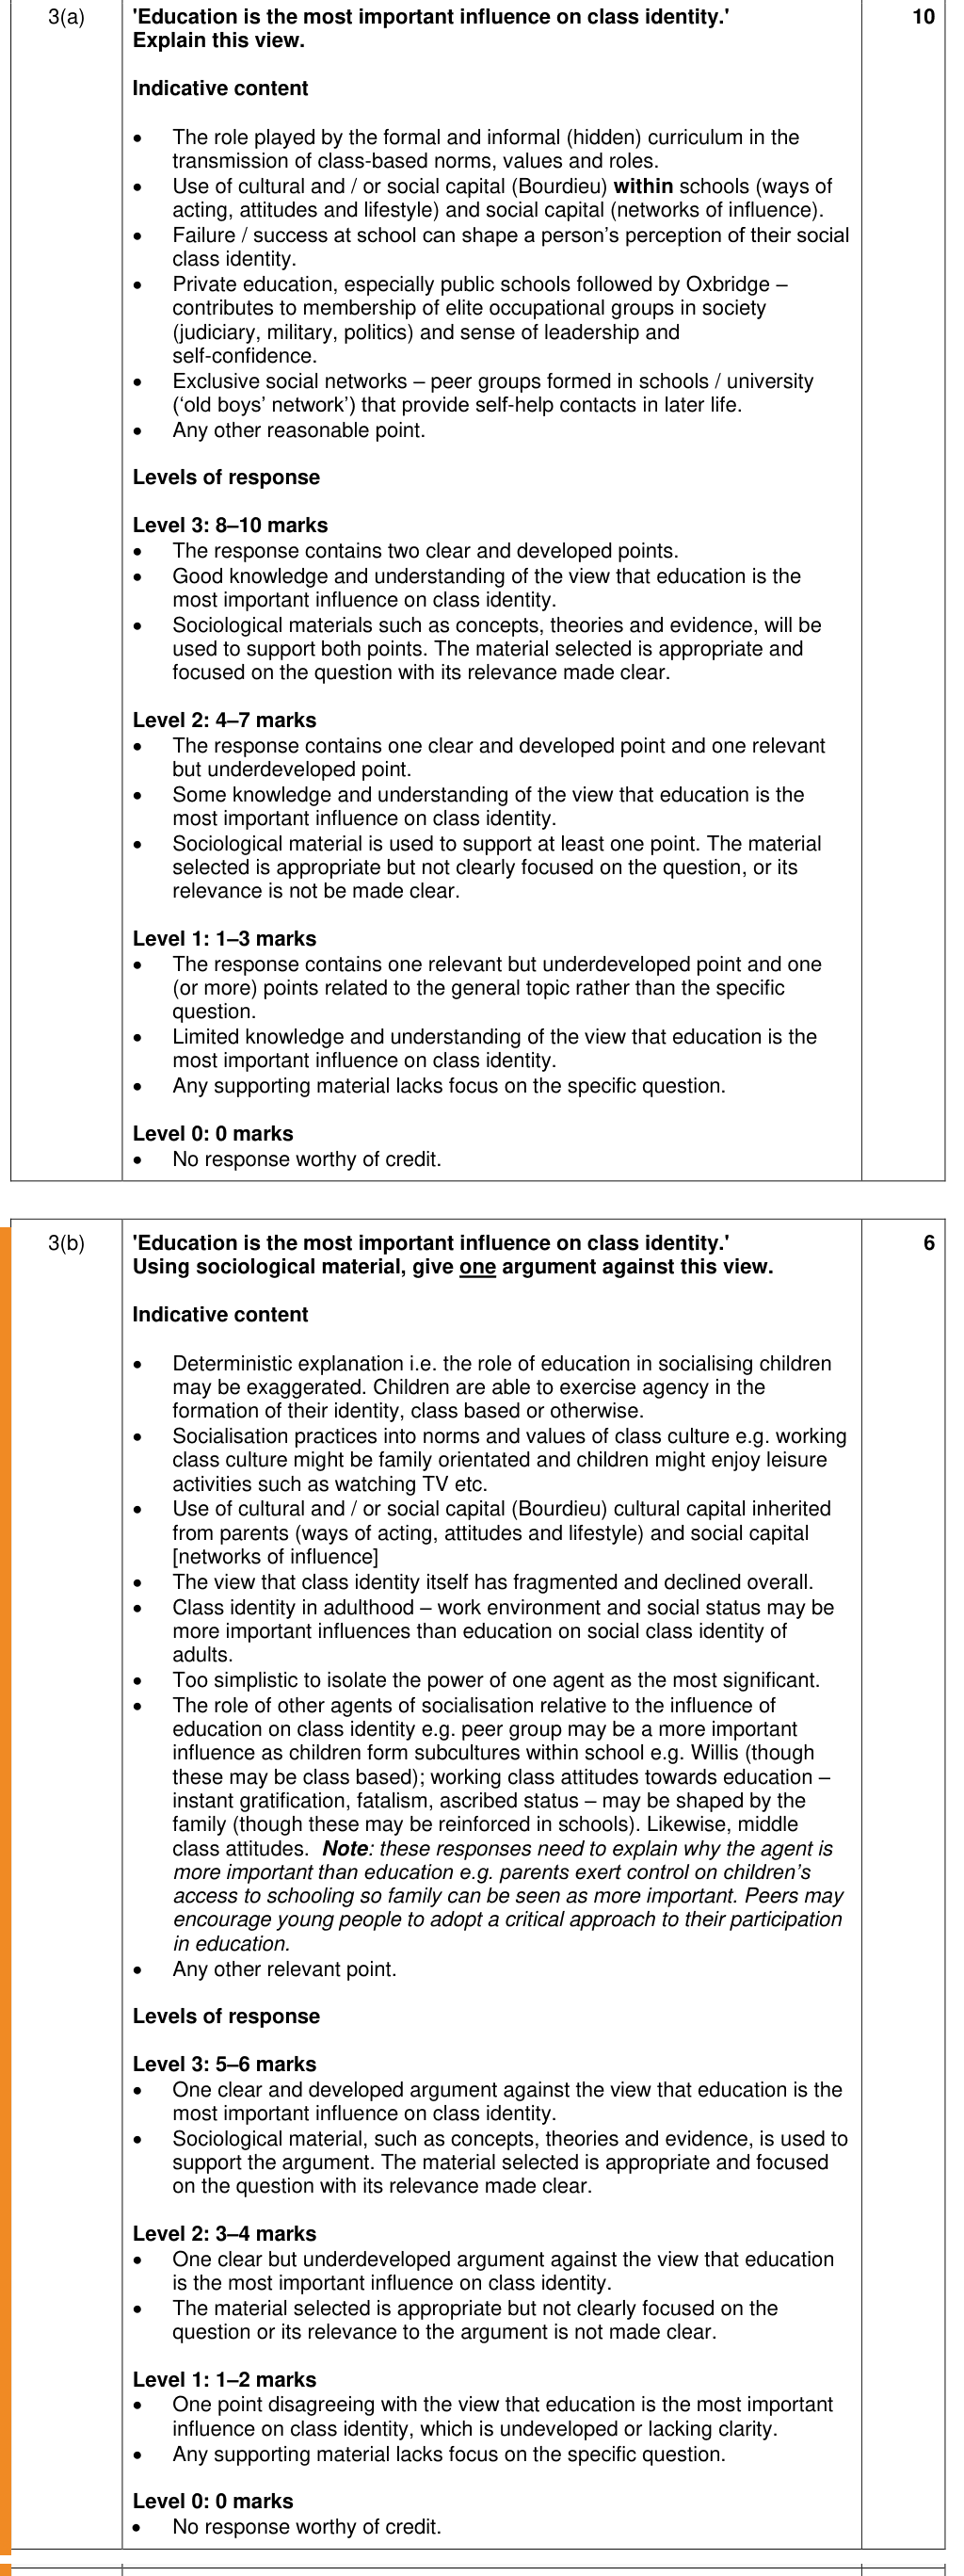 3(a)
'Education is the most important influence on class identity.'
10
Explain this view.
Indicative content
• The role played by the formal and informal (hidden) curriculum in the
transmission of class-based norms, values and roles.
• Use of cultural and / or social capital (Bourdieu) within schools (ways of
acting, attitudes and lifestyle) and social capital (networks of influence).
• Failure / success at school can shape a person’s perception of their social
class identity.
• Private education, especially public schools followed by Oxbridge –
contributes to membership of elite occupational groups in society
(judiciary, military, politics) and sense of leadership and
self-confidence.
• Exclusive social networks – peer groups formed in schools / university
(‘old boys’ network’) that provide self-help contacts in later life.
• Any other reasonable point.
Levels of response
Level 3: 8–10 marks
• The response contains two clear and developed points.
• Good knowledge and understanding of the view that education is the
most important influence on class identity.
• Sociological materials such as concepts, theories and evidence, will be
used to support both points. The material selected is appropriate and
focused on the question with its relevance made clear.
Level 2: 4–7 marks
• The response contains one clear and developed point and one relevant
but underdeveloped point.
• Some knowledge and understanding of the view that education is the
most important influence on class identity.
• Sociological material is used to support at least one point. The material
selected is appropriate but not clearly focused on the question, or its
relevance is not be made clear.
Level 1: 1–3 marks
• The response contains one relevant but underdeveloped point and one
(or more) points related to the general topic rather than the specific
question.
• Limited knowledge and understanding of the view that education is the
most important influence on class identity.
• Any supporting material lacks focus on the specific question.
Level 0: 0 marks
• No response worthy of credit.
3(b)
'Education is the most important influence on class identity.'
6
Using sociological material, give one argument against this view.
Indicative content
• Deterministic explanation i.e. the role of education in socialising children
may be exaggerated. Children are able to exercise agency in the
formation of their identity, class based or otherwise.
• Socialisation practices into norms and values of class culture e.g. working
class culture might be family orientated and children might enjoy leisure
activities such as watching TV etc.
• Use of cultural and / or social capital (Bourdieu) cultural capital inherited
from parents (ways of acting, attitudes and lifestyle) and social capital
[networks of influence]
• The view that class identity itself has fragmented and declined overall.
• Class identity in adulthood – work environment and social status may be
more important influences than education on social class identity of
adults.
• Too simplistic to isolate the power of one agent as the most significant.
• The role of other agents of socialisation relative to the influence of
education on class identity e.g. peer group may be a more important
influence as children form subcultures within school e.g. Willis (though
these may be class based); working class attitudes towards education –
instant gratification, fatalism, ascribed status – may be shaped by the
family (though these may be reinforced in schools). Likewise, middle
class attitudes. Note: these responses need to explain why the agent is
more important than education e.g. parents exert control on children’s
access to schooling so family can be seen as more important. Peers may
encourage young people to adopt a critical approach to their participation
in education.
• Any other relevant point.
Levels of response
Level 3: 5–6 marks
• One clear and developed argument against the view that education is the
most important influence on class identity.
• Sociological material, such as concepts, theories and evidence, is used to
support the argument. The material selected is appropriate and focused
on the question with its relevance made clear.
Level 2: 3–4 marks
• One clear but underdeveloped argument against the view that education
is the most important influence on class identity.
• The material selected is appropriate but not clearly focused on the
question or its relevance to the argument is not made clear.
Level 1: 1–2 marks
• One point disagreeing with the view that education is the most important
influence on class identity, which is undeveloped or lacking clarity.
• Any supporting material lacks focus on the specific question.
Level 0: 0 marks
• No response worthy of credit.